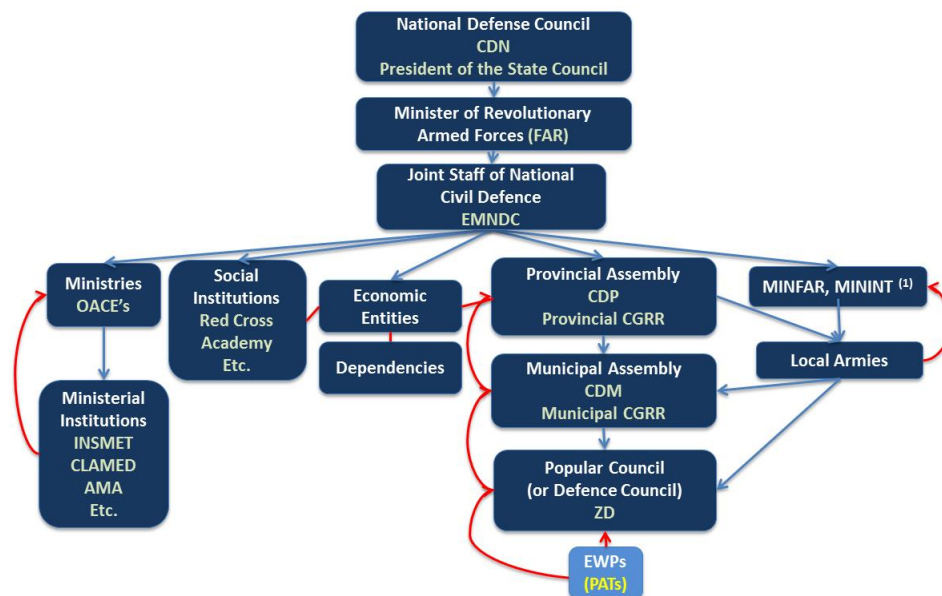 National Defense Council
CDN
President of the State Council
Minister of Revolutionary
Armed Forces (FAR)
Joint Staff of National
Civil Defence
EMNDC
Ministries
OACE's
Social
Institutions
Red Cross
Academy
Etc.
Economic
Entities
Provincial Assembly
CDP
Provincial CGRR
MINFAR, MININT (1)
Dependencies
Municipal Assembly
CDM
Municipal CGRR
Local Armies
Ministerial
Institutions
INSMET
CLAMED
AMA
Etc.
Popular Council
(or Defence Council)
ZD
EWPs
(PATs)